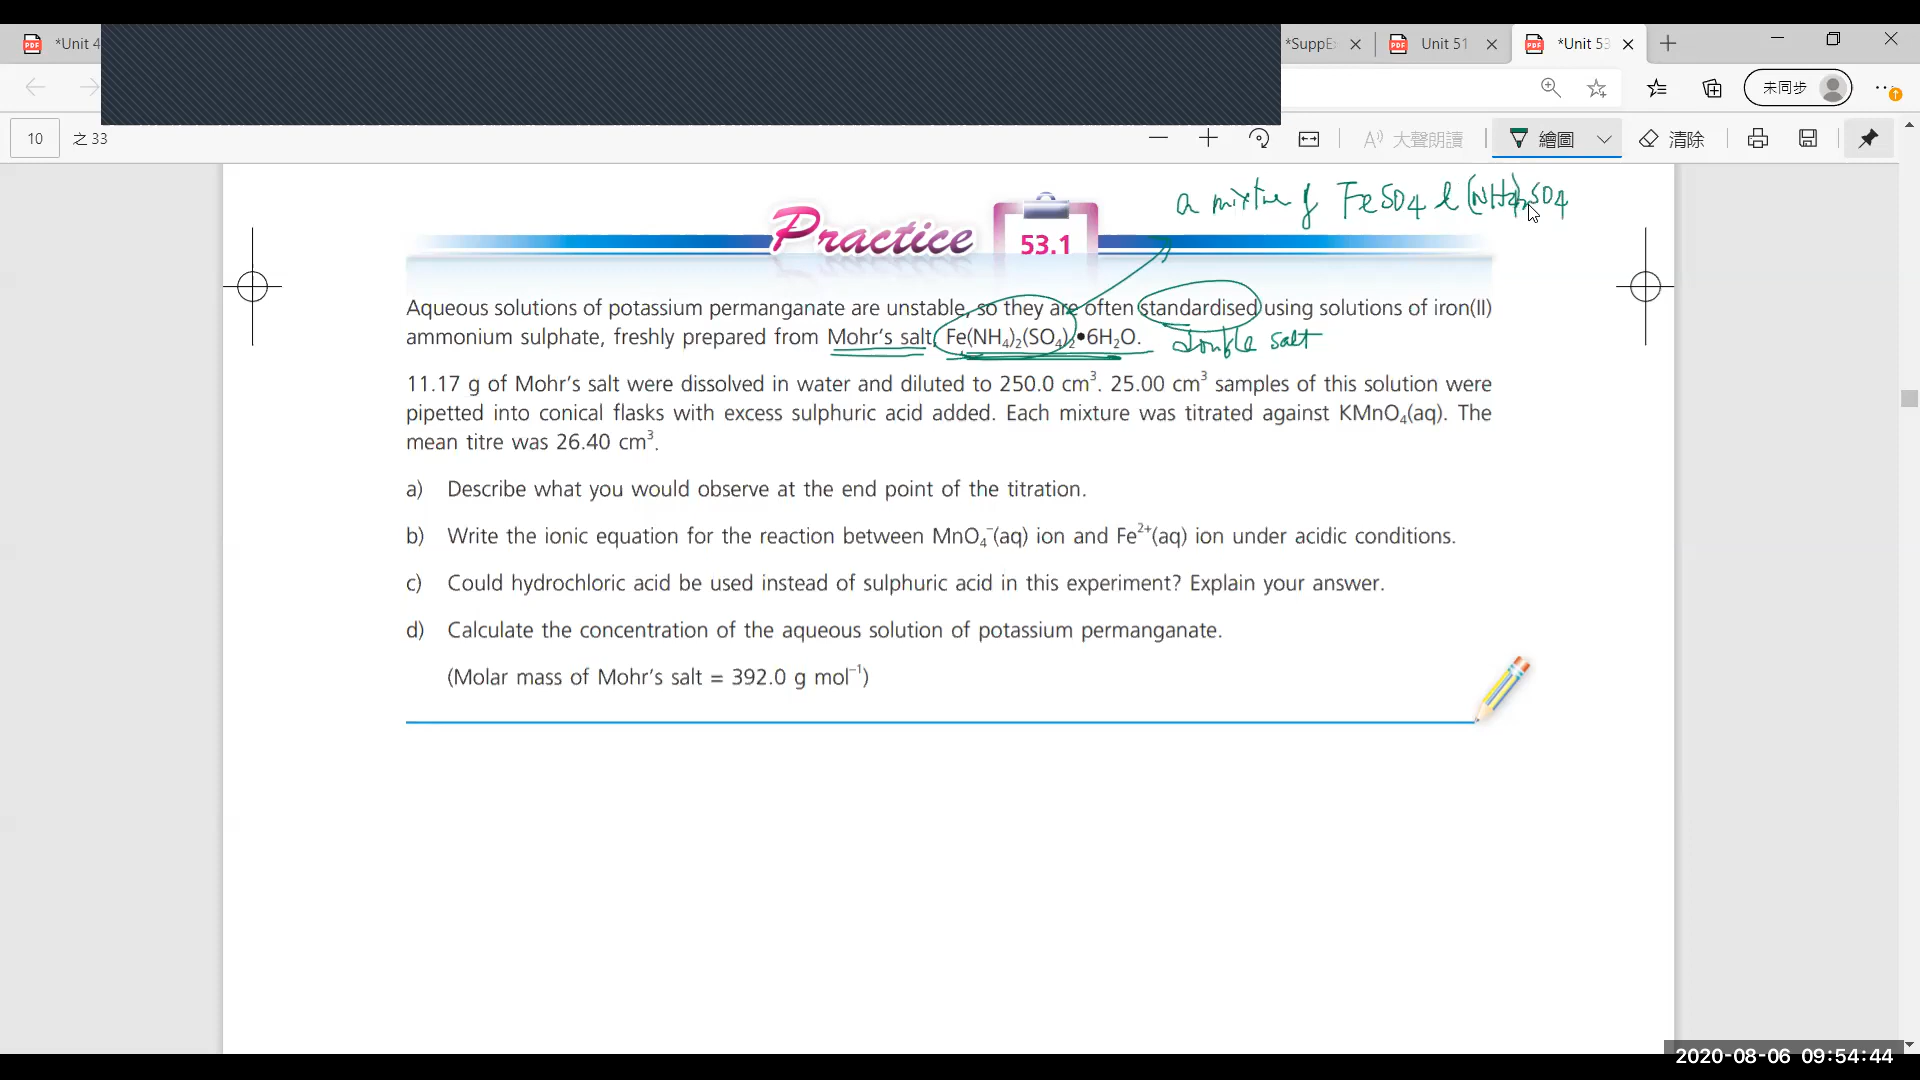 *Unit 4
*SuppEx
Unit 51
*Unit 53
未同步
10 之 33
大聲朗讀
繪圖
清除
a mixture of FeSO4 & (NH4)2SO4
Practice 53.1
Aqueous solutions of potassium permanganate are unstable, so they are often standardised using solutions of iron(II)
ammonium sulphate, freshly prepared from Mohr's salt, Fe(NH₄)₂(SO₄)₂•6H₂O.
double salt
11.17 g of Mohr's salt were dissolved in water and diluted to 250.0 cm³. 25.00 cm³ samples of this solution were
pipetted into conical flasks with excess sulphuric acid added. Each mixture was titrated against KMnO₄(aq). The
mean titre was 26.40 cm³.
a) Describe what you would observe at the end point of the titration.
b) Write the ionic equation for the reaction between MnO₄⁻(aq) ion and Fe²⁺(aq) ion under acidic conditions.
c) Could hydrochloric acid be used instead of sulphuric acid in this experiment? Explain your answer.
d) Calculate the concentration of the aqueous solution of potassium permanganate.
(Molar mass of Mohr's salt = 392.0 g mol⁻¹)
2020-08-06 09:54:44